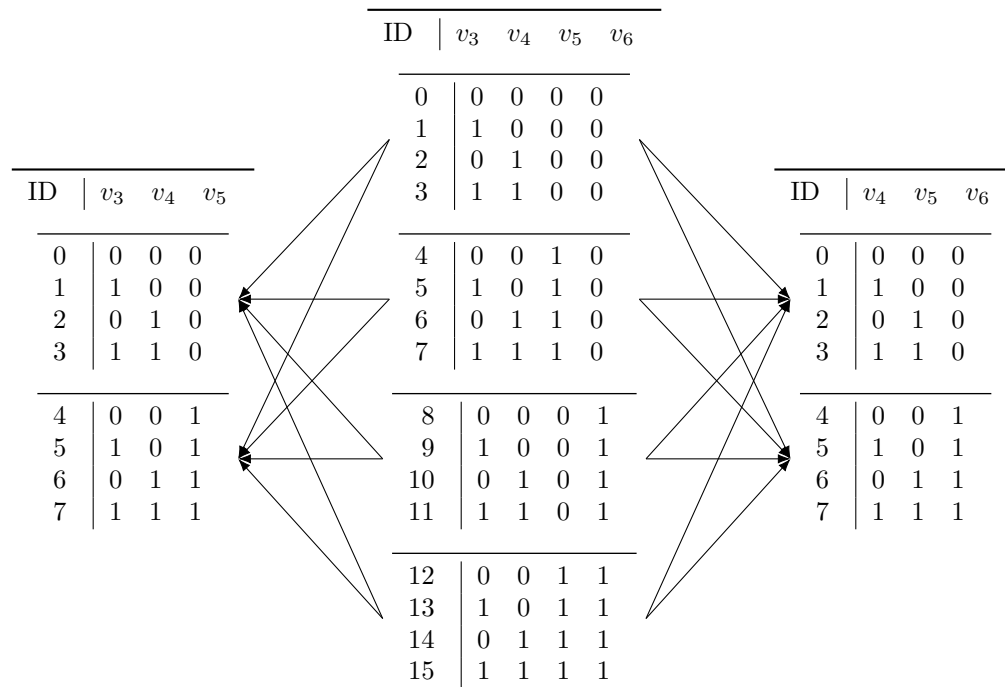 ID v₃ v₄ v₅
0 0 0 0
1 1 0 0
2 0 1 0
3 1 1 0
4 0 0 1
5 1 0 1
6 0 1 1
7 1 1 1
ID v₃ v₄ v₅ v₆
0 0 0 0 0
1 1 0 0 0
2 0 1 0 0
3 1 1 0 0
4 0 0 1 0
5 1 0 1 0
6 0 1 1 0
7 1 1 1 0
8 0 0 0 1
9 1 0 0 1
10 0 1 0 1
11 1 1 0 1
12 0 0 1 1
13 1 0 1 1
14 0 1 1 1
15 1 1 1 1
ID v₄ v₅ v₆
0 0 0 0
1 1 0 0
2 0 1 0
3 1 1 0
4 0 0 1
5 1 0 1
6 0 1 1
7 1 1 1